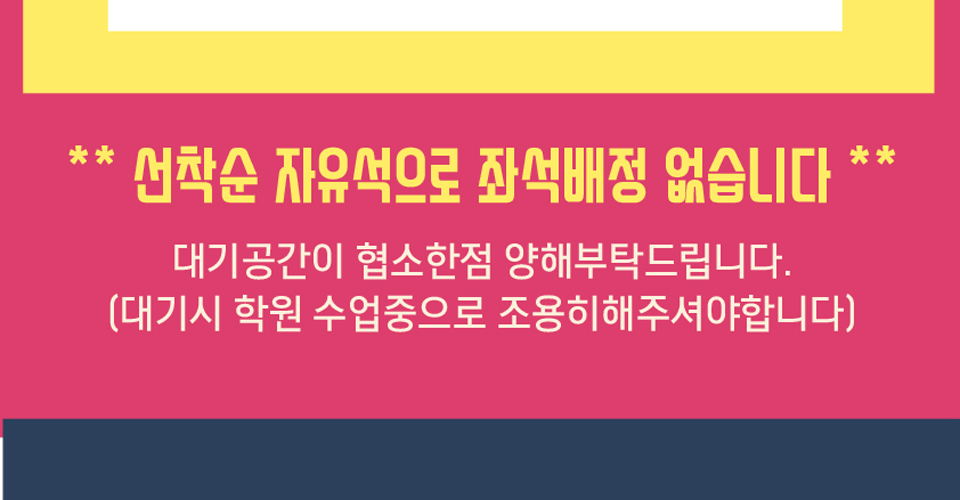 ** 선착순 자유석으로 좌석배정 없습니다 **
대기공간이 협소한점 양해부탁드립니다.
(대기시 학원 수업중으로 조용히해주셔야합니다)